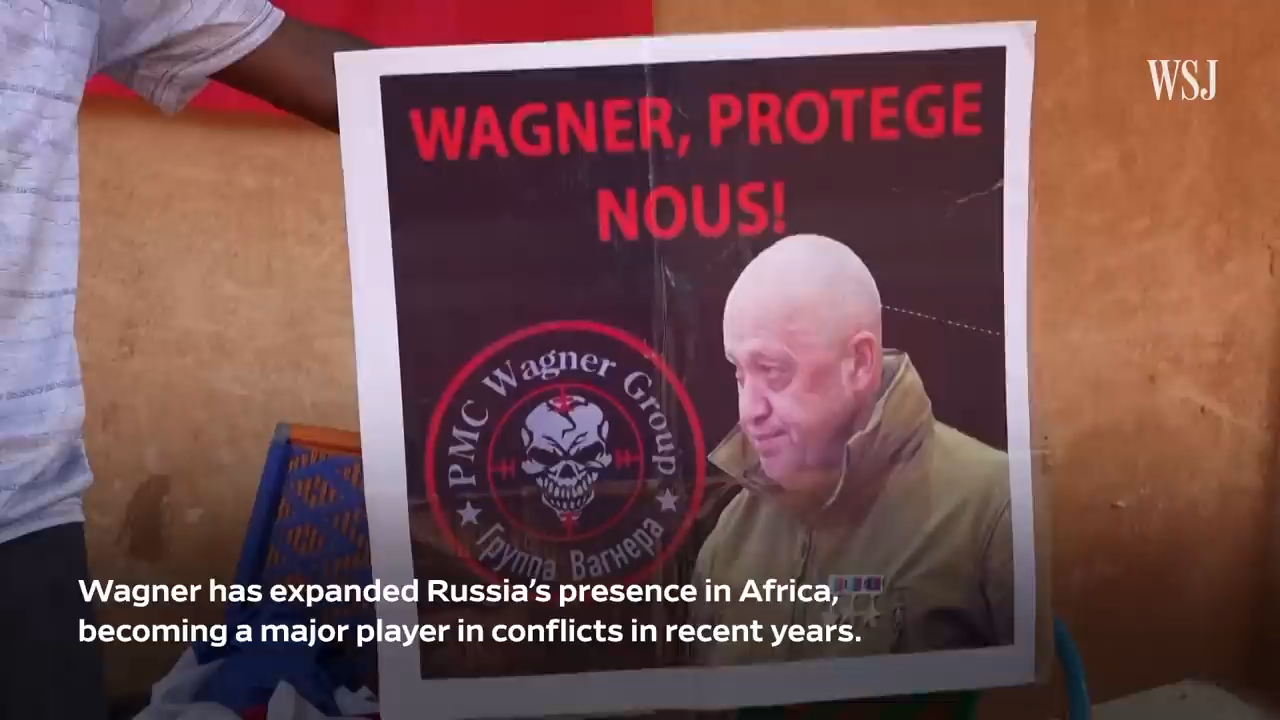 WSJ
WAGNER, PROTEGE
NOUS!
PMC Wagner Group
Группа Вагнера
Wagner has expanded Russia's presence in Africa,
becoming a major player in conflicts in recent years.